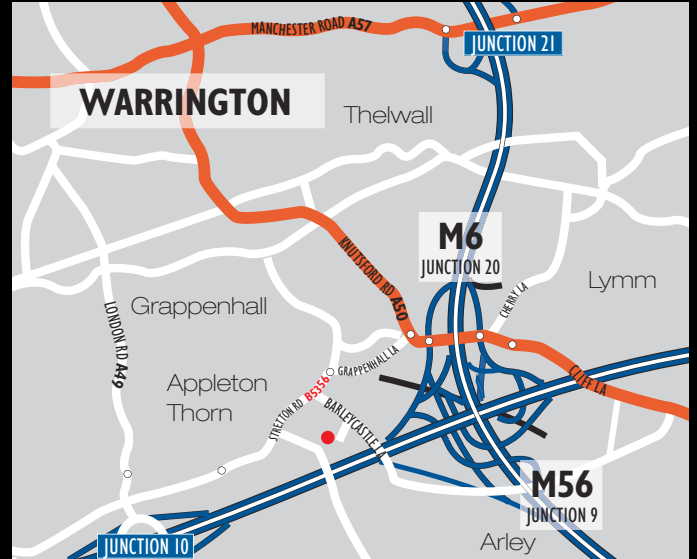 MANCHESTER ROAD A57
JUNCTION 21
WARRINGTON
Thelwall
M6
JUNCTION 20
KNUTSFORD RD A50
CHERRY LA
Lymm
Grappenhall
LONDON RD A49
GRAPPENHALL LA
CLIFF LA
Appleton
Thorn
STRETTON RD B5356
BARLEYCASTLE LA
M56
JUNCTION 9
JUNCTION 10
Arley